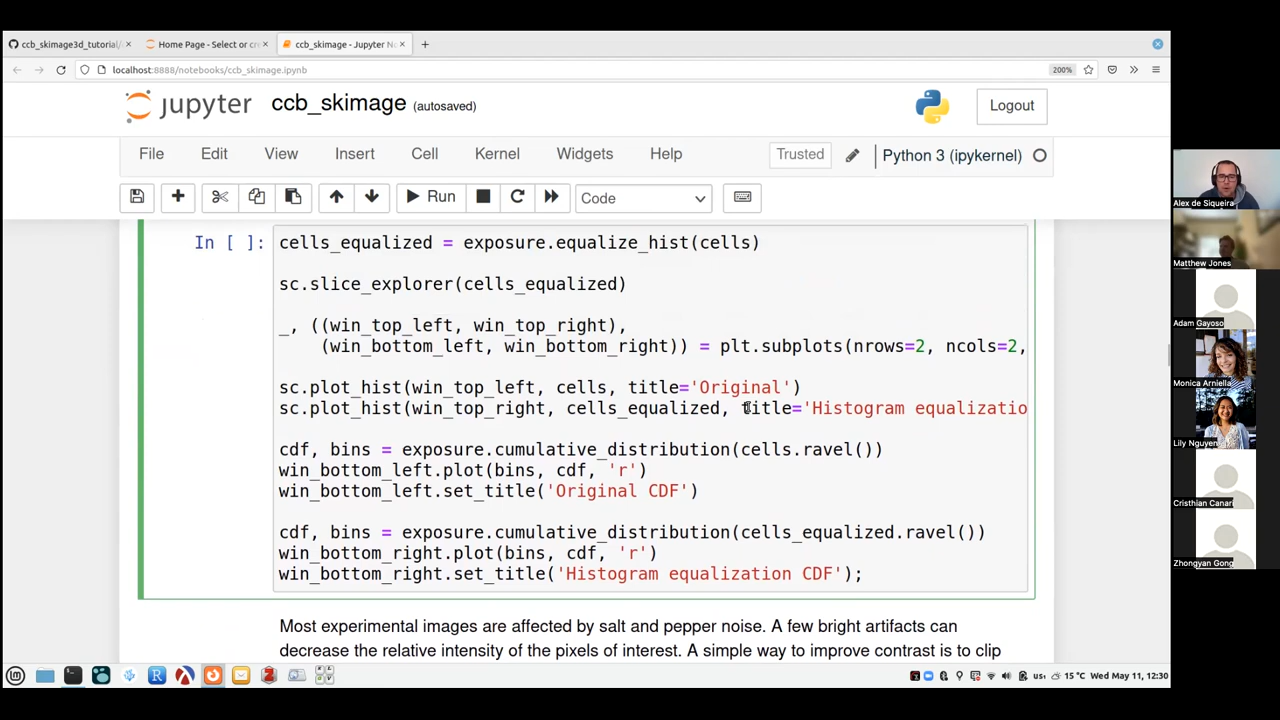 ccb_skimage3d_tutorial/
Home Page - Select or cre
ccb_skimage - Jupyter No
localhost:8888/notebooks/ccb_skimage.ipynb
200%
jupyter
ccb_skimage (autosaved)
Logout
File Edit View Insert Cell Kernel Widgets Help
Trusted
Python 3 (ipykernel)
Run
Code
In [ ]:
cells_equalized = exposure.equalize_hist(cells)
sc.slice_explorer(cells_equalized)
_, ((win_top_left, win_top_right),
(win_bottom_left, win_bottom_right)) = plt.subplots(nrows=2, ncols=2,
sc.plot_hist(win_top_left, cells, title='Original')
sc.plot_hist(win_top_right, cells_equalized, title='Histogram equalizatio
cdf, bins = exposure.cumulative_distribution(cells.ravel())
win_bottom_left.plot(bins, cdf, 'r')
win_bottom_left.set_title('Original CDF')
cdf, bins = exposure.cumulative_distribution(cells_equalized.ravel())
win_bottom_right.plot(bins, cdf, 'r')
win_bottom_right.set_title('Histogram equalization CDF');
Most experimental images are affected by salt and pepper noise. A few bright artifacts can
decrease the relative intensity of the pixels of interest. A simple way to improve contrast is to clip
15 °C Wed May 11, 12:30
Alex de Siqueira
Matthew Jones
Adam Gayoso
Monica Arniella
Lily Nguyen
Cristhian Canari
Zhongyan Gong